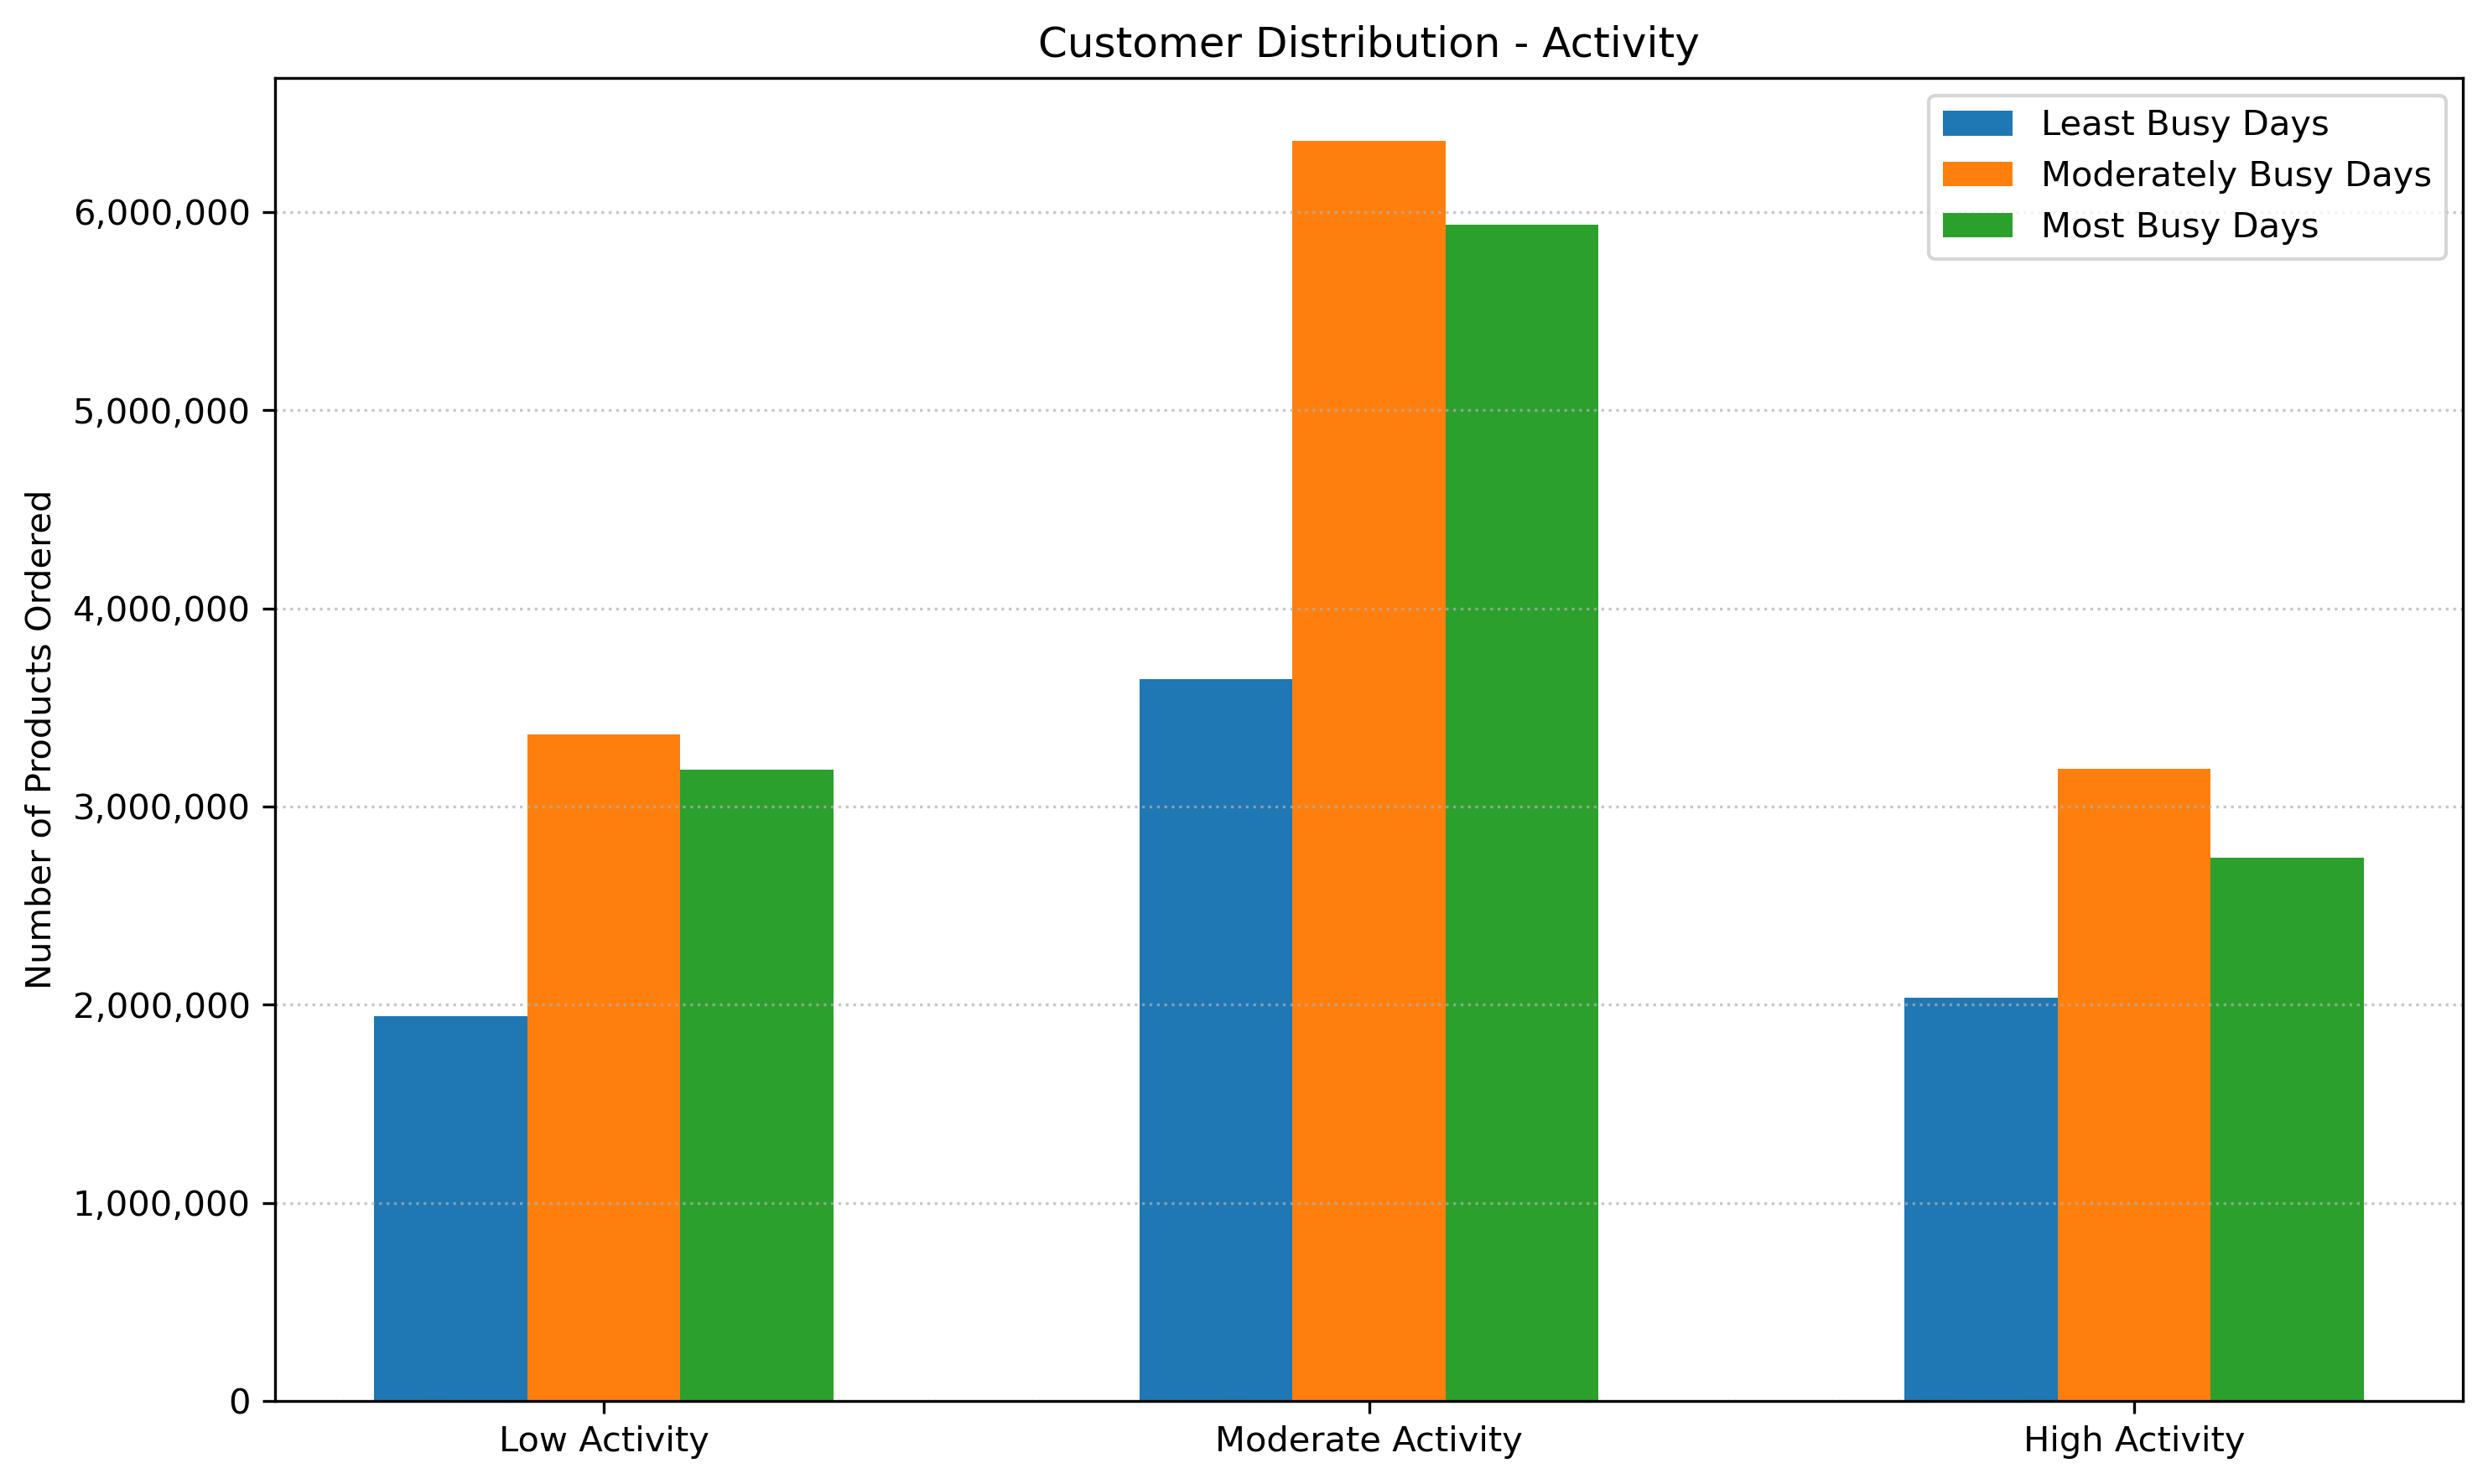 Customer Distribution - Activity
Least Busy Days
Moderately Busy Days
Most Busy Days
Number of Products Ordered
6,000,000
5,000,000
4,000,000
3,000,000
2,000,000
1,000,000
0
Low Activity
Moderate Activity
High Activity